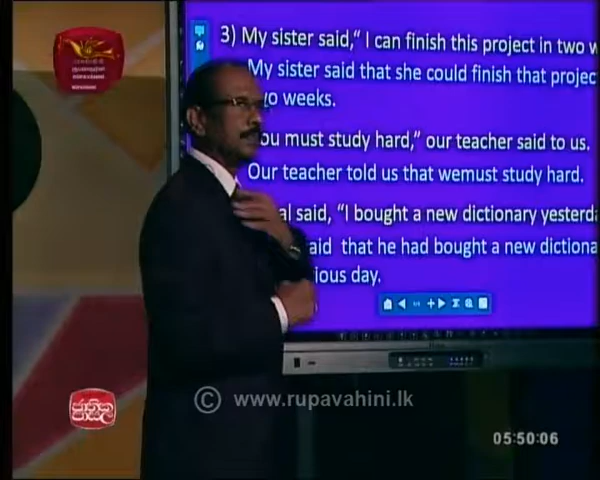 3) My sister said,“ I can finish this project in two w
My sister said that she could finish that projec
wo weeks.
ou must study hard,” our teacher said to us.
Our teacher told us that wemust study hard.
al said, “I bought a new dictionary yesterda
aid that he had bought a new dictiona
ious day.
© www.rupavahini.lk
05:50:06